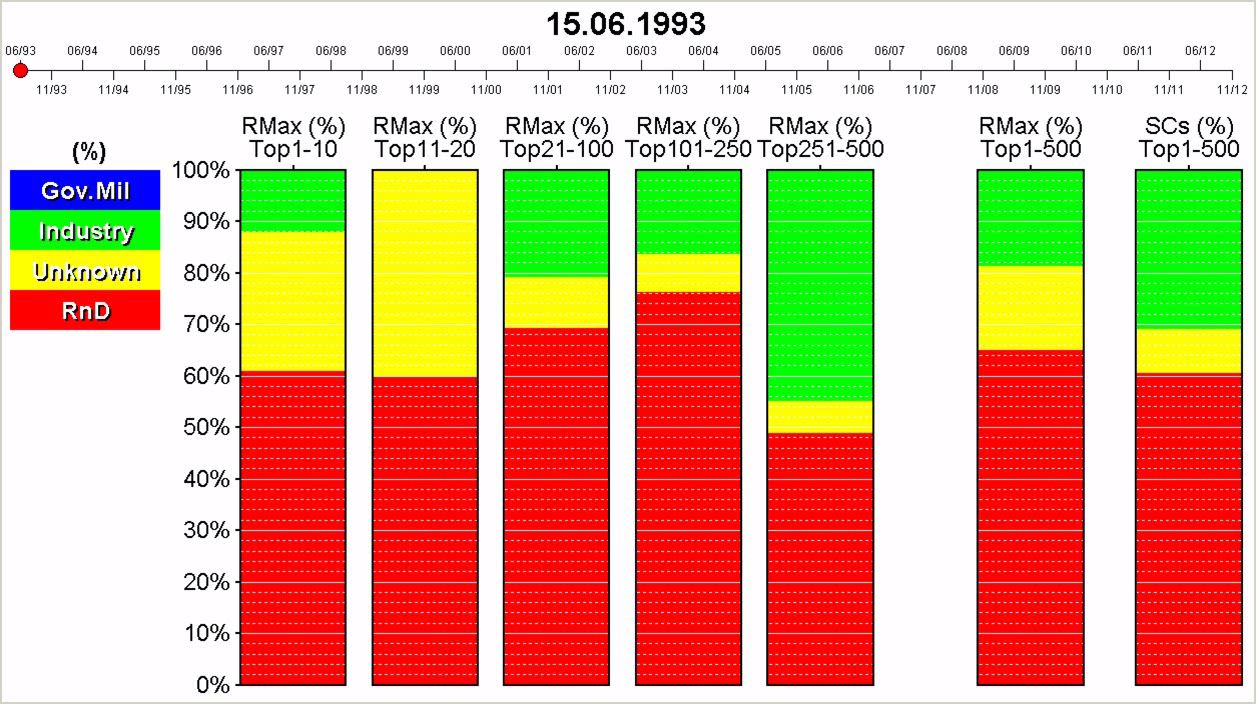 15.06.1993
06/93 06/94 06/95 06/96 06/97 06/98 06/99 06/00 06/01 06/02 06/03 06/04 06/05 06/06 06/07 06/08 06/09 06/10 06/11 06/12
11/93 11/94 11/95 11/96 11/97 11/98 11/99 11/00 11/01 11/02 11/03 11/04 11/05 11/06 11/07 11/08 11/09 11/10 11/11 11/12
RMax (%) RMax (%) RMax (%) RMax (%) RMax (%) RMax (%) SCs (%)
Top1-10 Top11-20 Top21-100 Top101-250 Top251-500 Top1-500 Top1-500
(%)
Gov.Mil
Industry
Unknown
RnD
100%
90%
80%
70%
60%
50%
40%
30%
20%
10%
0%